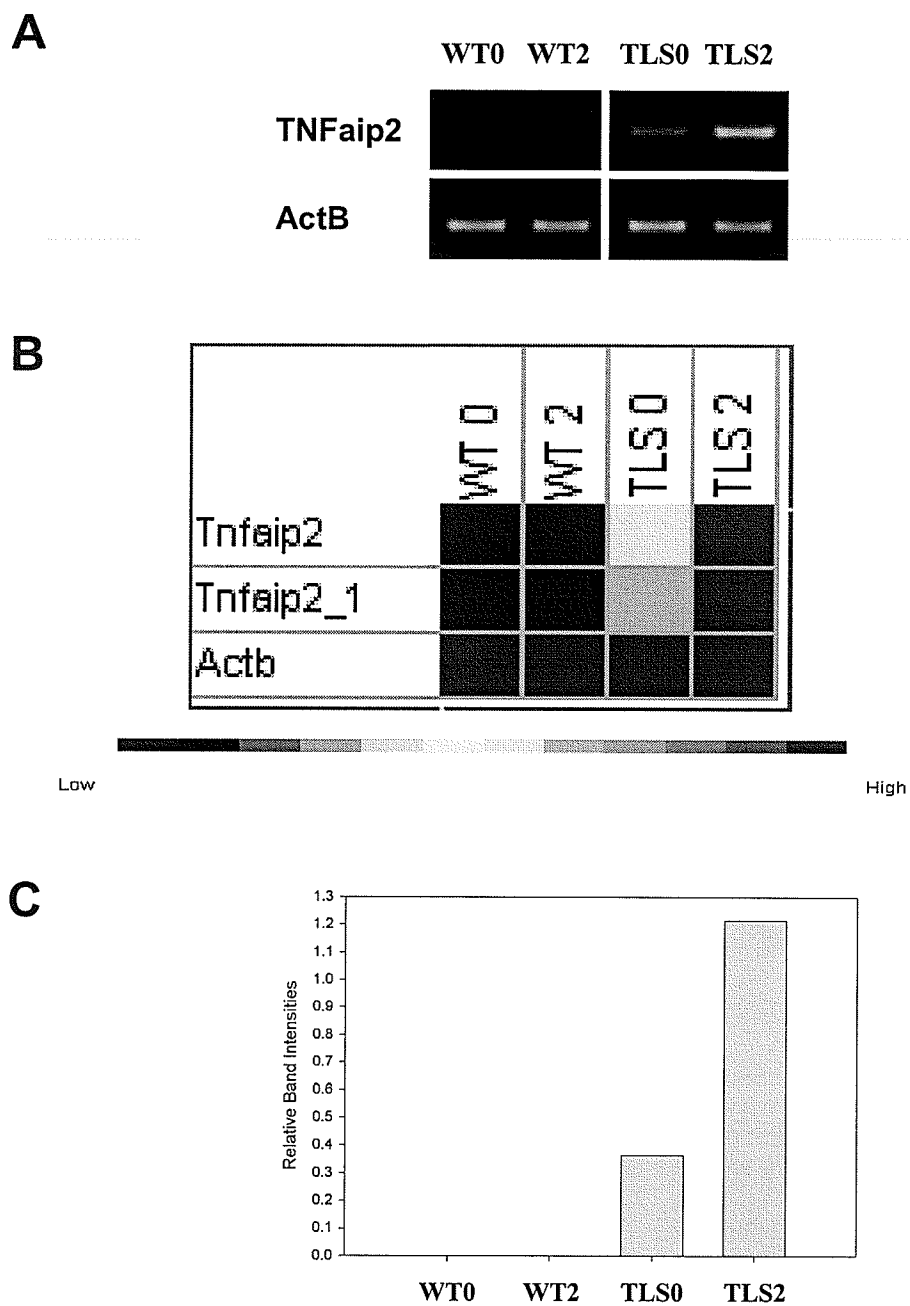 A
WT0 WT2 TLS0 TLS2
TNFaip2
ActB
B
WT 0
WT 2
TLS 0
TLS 2
Tnfaip2
Tnfaip2_1
Actb
Low
High
C
1.3
1.2
1.1
1.0
0.9
0.8
0.7
0.6
0.5
0.4
0.3
0.2
0.1
0.0
Relative Band Intensities
WT0 WT2 TLS0 TLS2